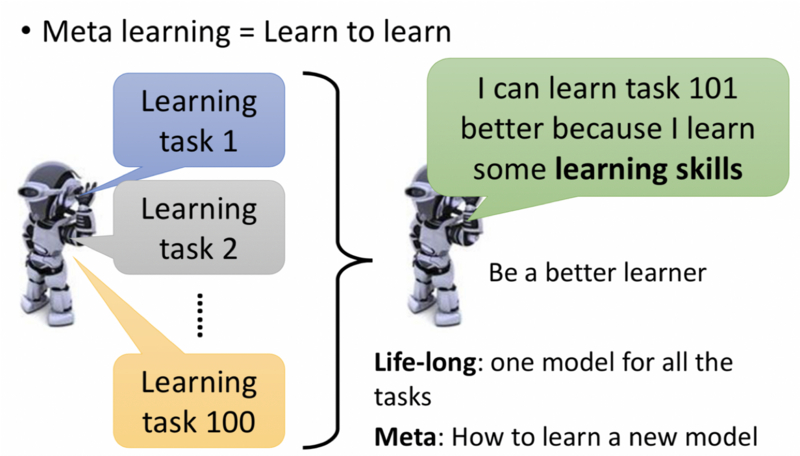 • Meta learning = Learn to learn
Learning
task 1
Learning
task 2
......
Learning
task 100
I can learn task 101
better because I learn
some learning skills
Be a better learner
Life-long: one model for all the
tasks
Meta: How to learn a new model